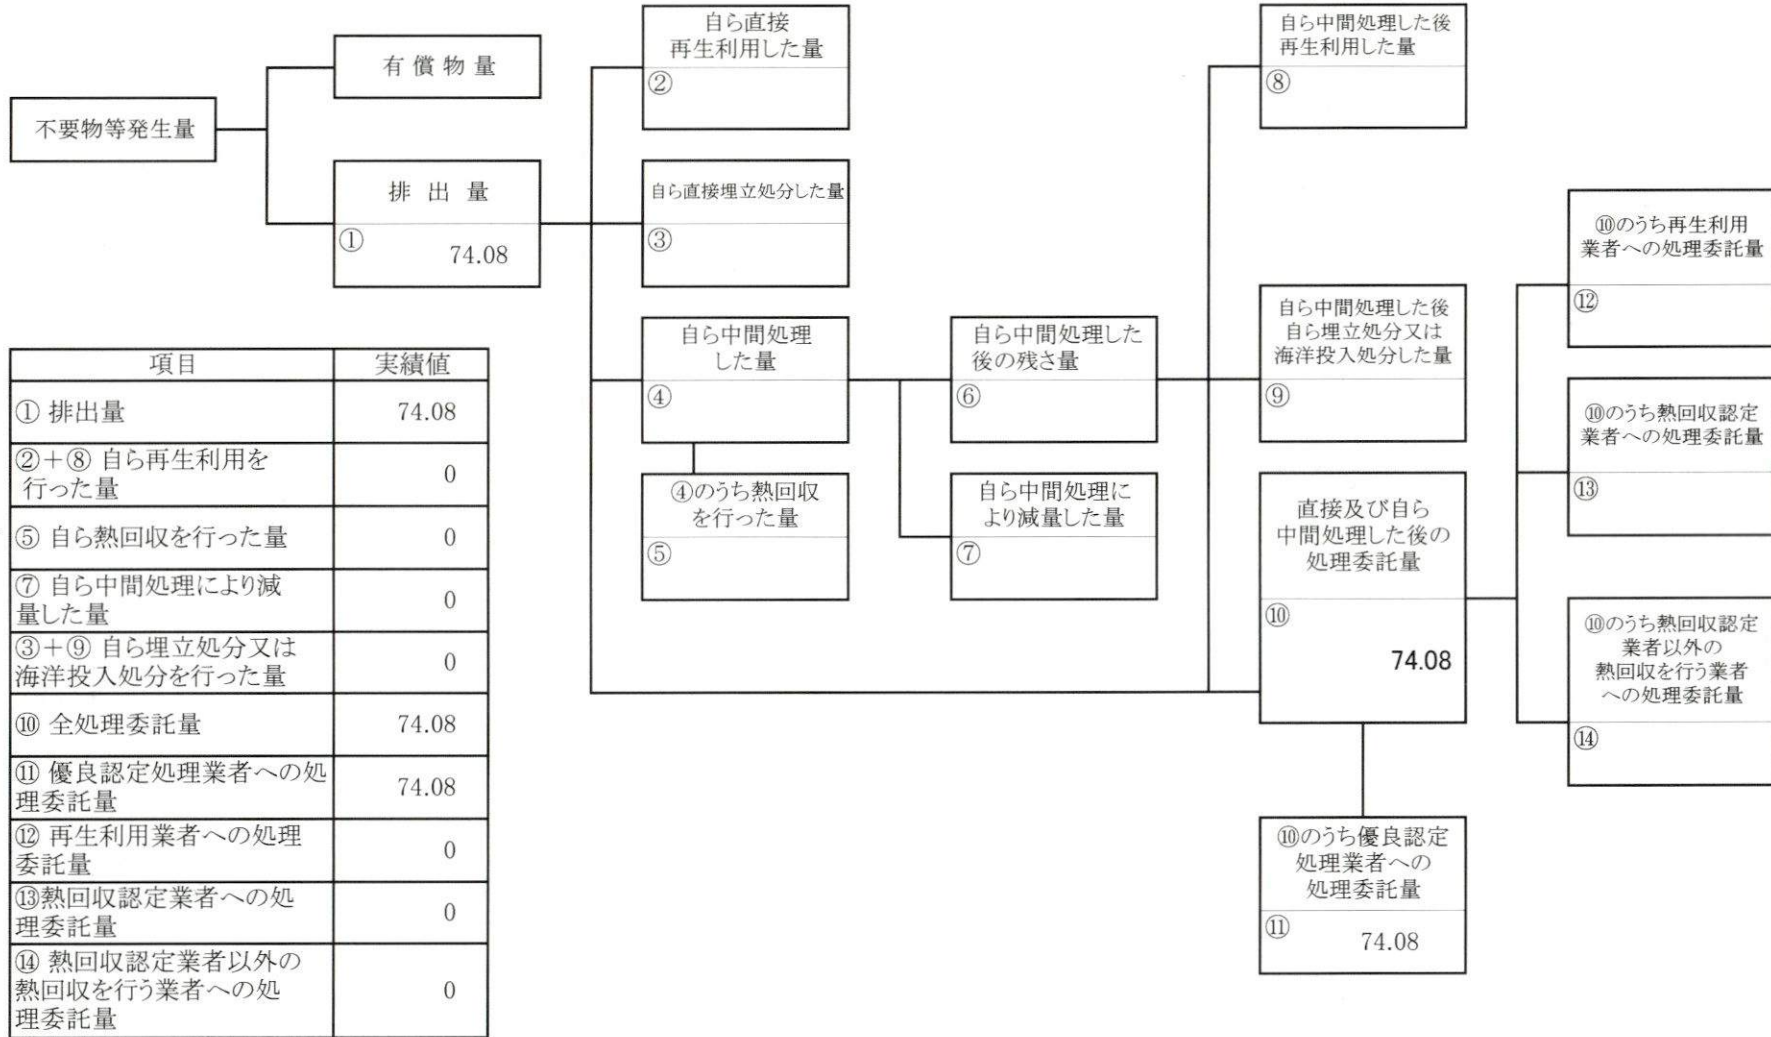 不要物等発生量
有償物量
排出量
①
74.08
自ら直接
再生利用した量
②
自ら直接埋立処分した量
③
自ら中間処理
した量
④
④のうち熱回収
を行った量
⑤
自ら中間処理した
後の残さ量
⑥
自ら中間処理に
より減量した量
⑦
自ら中間処理した後
再生利用した量
⑧
自ら中間処理した後
自ら埋立処分又は
海洋投入処分した量
⑨
直接及び自ら
中間処理した後の
処理委託量
⑩
74.08
⑩のうち優良認定
処理業者への
処理委託量
⑪
74.08
⑩のうち再生利用
業者への処理委託量
⑫
⑩のうち熱回収認定
業者への処理委託量
⑬
⑩のうち熱回収認定
業者以外の
熱回収を行う業者
への処理委託量
⑭
項目 実績値
① 排出量 74.08
②+⑧ 自ら再生利用を
行った量 0
⑤ 自ら熱回収を行った量 0
⑦ 自ら中間処理により減
量した量 0
③+⑨ 自ら埋立処分又は
海洋投入処分を行った量 0
⑩ 全処理委託量 74.08
⑪ 優良認定処理業者への処
理委託量 74.08
⑫ 再生利用業者への処理
委託量 0
⑬熱回収認定業者への処
理委託量 0
⑭ 熱回収認定業者以外の
熱回収を行う業者への処
理委託量 0